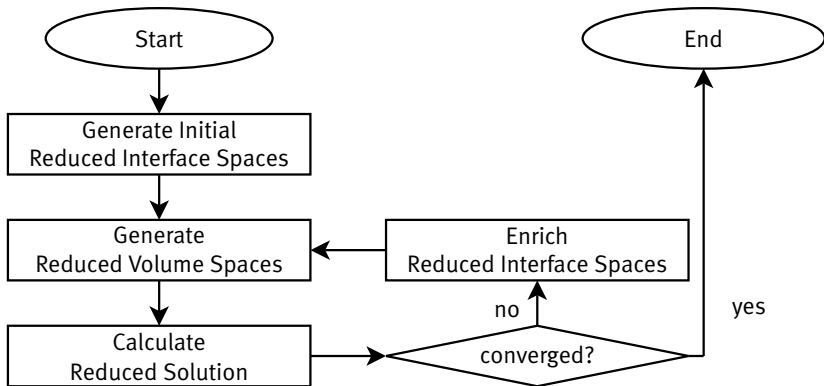 Start
End
Generate Initial
Reduced Interface Spaces
Generate
Reduced Volume Spaces
Enrich
Reduced Interface Spaces
no
yes
Calculate
Reduced Solution
converged?